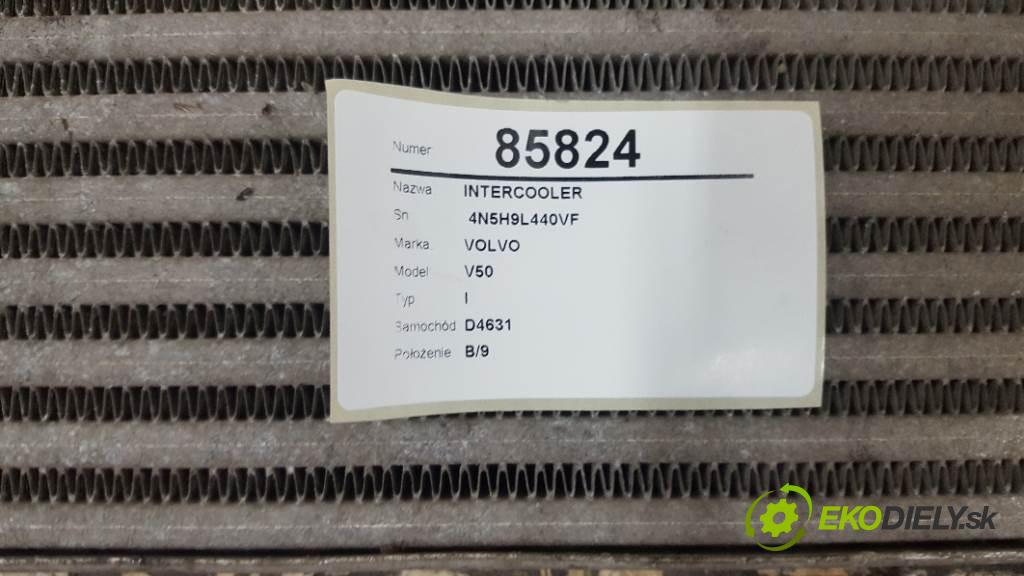 Numer 85824
Nazwa INTERCOOLER
Sn 4N5H9L440VF
Marka VOLVO
Model V50
Typ I
Samochód D4631
Położenie B/9
EKODIELY.sk